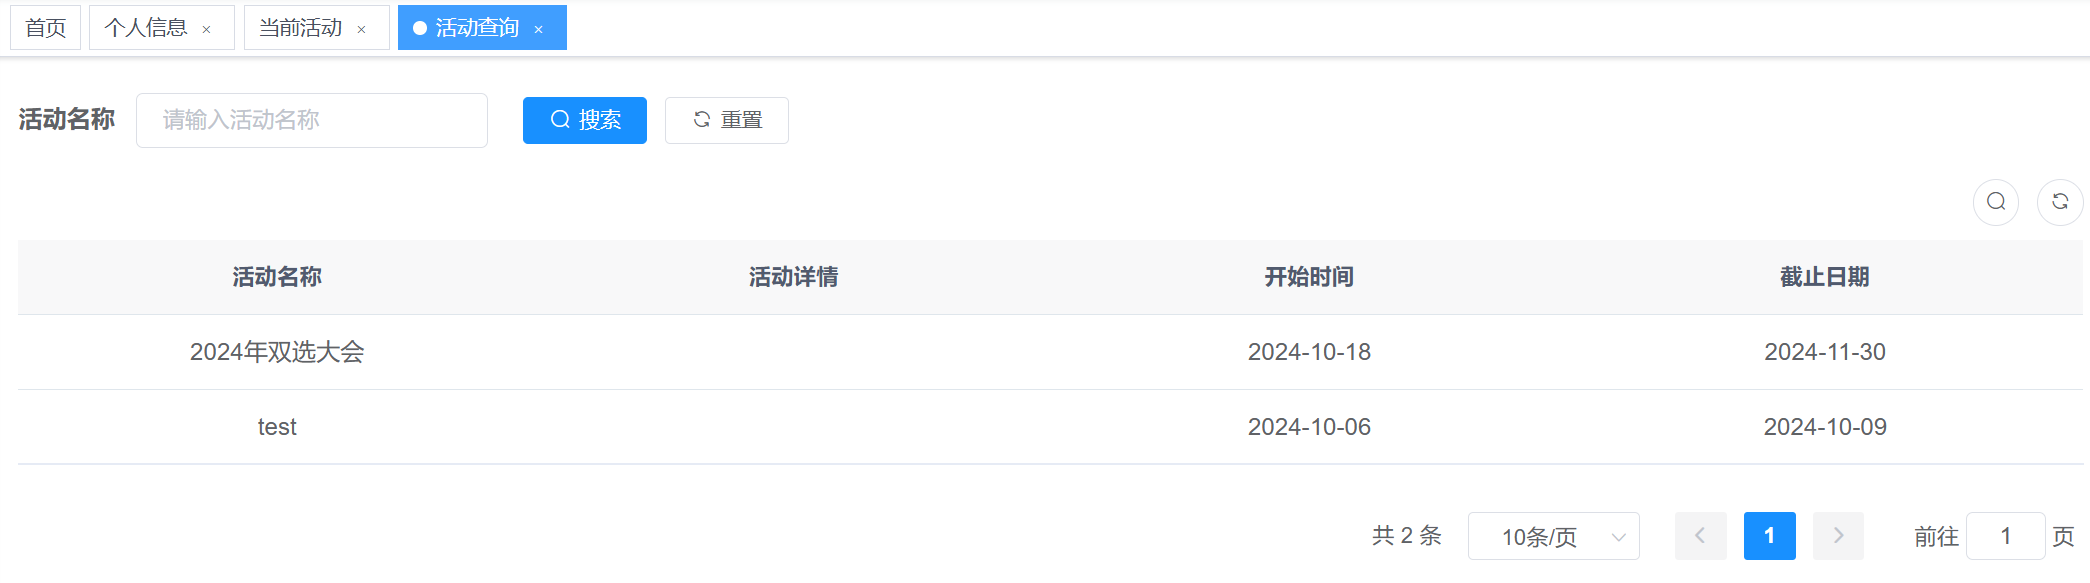 首页 个人信息 × 当前活动 × 活动查询 ×
活动名称 请输入活动名称 搜索 重置
活动名称 活动详情 开始时间 截止日期
2024年双选大会 2024-10-18 2024-11-30
test 2024-10-06 2024-10-09
共 2 条 10条/页 1 前往 1 页